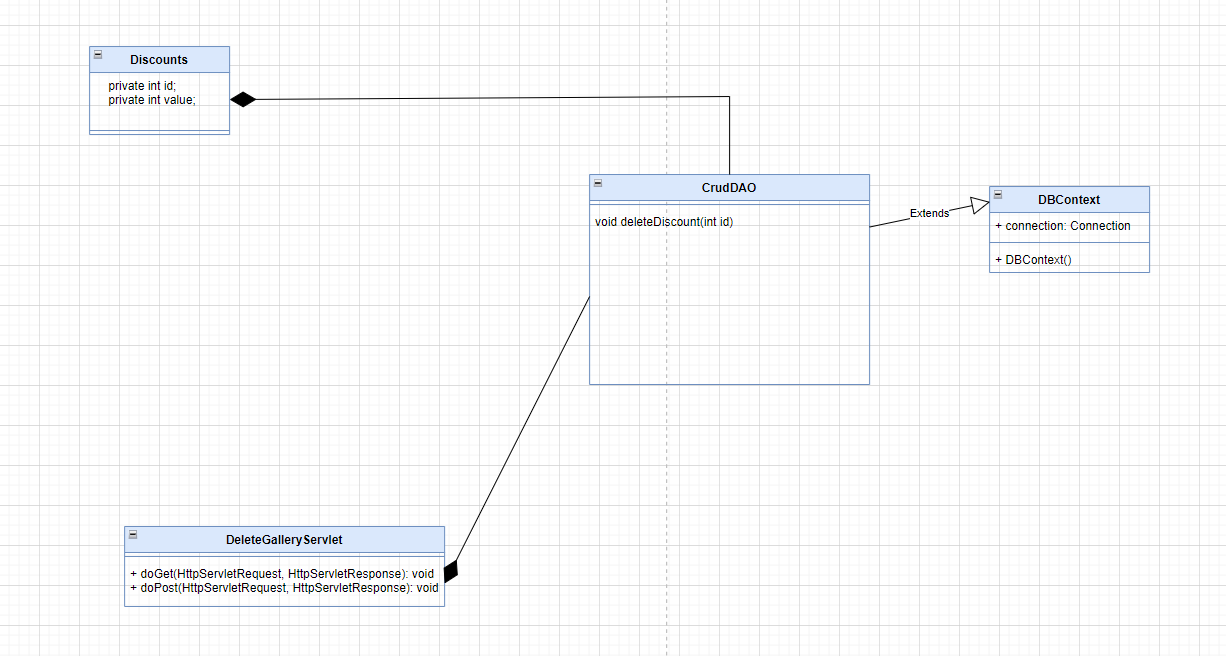 Discounts
private int id;
private int value;
CrudDAO
void deleteDiscount(int id)
Extends
DBContext
+ connection: Connection
+ DBContext()
DeleteGalleryServlet
+ doGet(HttpServletRequest, HttpServletResponse): void
+ doPost(HttpServletRequest, HttpServletResponse): void